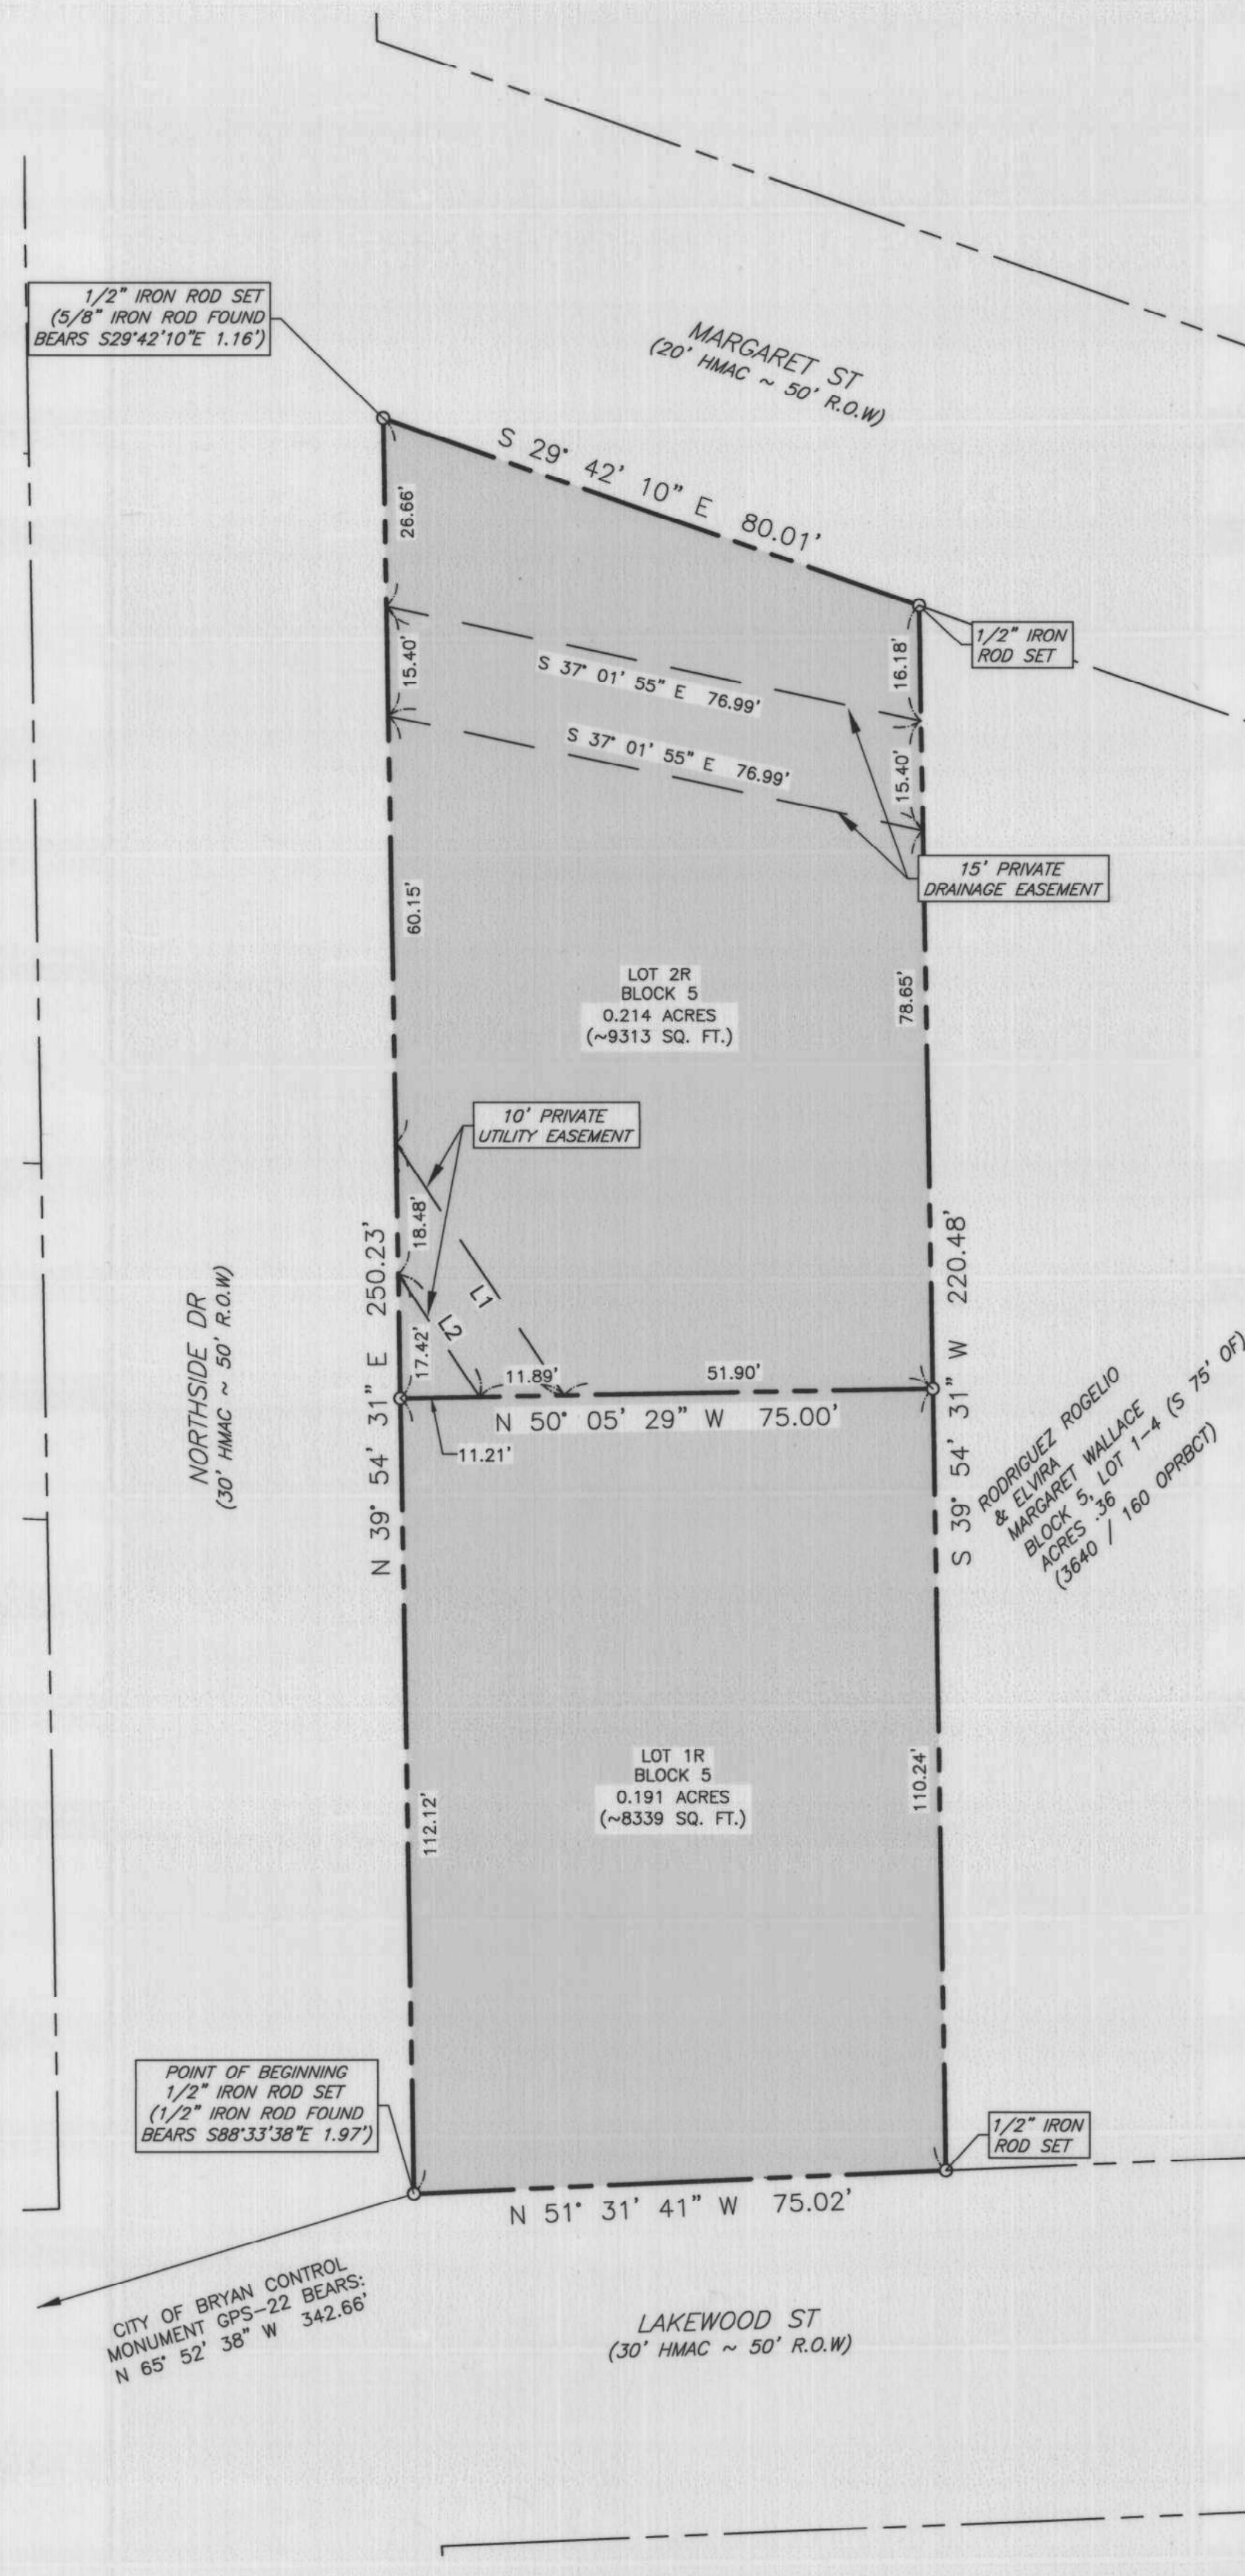 1/2" IRON ROD SET
(5/8" IRON ROD FOUND
BEARS S29°42'10"E 1.16')
MARGARET ST
(20' HMAC ~ 50' R.O.W)
S 29° 42' 10" E 80.01'
26.66'
1/2" IRON
ROD SET
16.18'
15.40'
S 37° 01' 55" E 76.99'
S 37° 01' 55" E 76.99'
15.40'
15' PRIVATE
DRAINAGE EASEMENT
60.15'
LOT 2R
BLOCK 5
0.214 ACRES
(~9313 SQ. FT.)
78.65'
10' PRIVATE
UTILITY EASEMENT
18.48'
L1
L2
17.42'
11.89'
51.90'
N 50° 05' 29" W 75.00'
11.21'
N 39° 54' 31" E 250.23'
S 39° 54' 31" W 220.48'
NORTHSIDE DR
(30' HMAC ~ 50' R.O.W)
RODRIGUEZ ROGELIO
& ELVIRA
MARGARET WALLACE
BLOCK 5, LOT 1-4 (S 75' OF)
ACRES .36
(3640 / 160 OPRBCT)
LOT 1R
BLOCK 5
0.191 ACRES
(~8339 SQ. FT.)
112.12'
110.24'
POINT OF BEGINNING
1/2" IRON ROD SET
(1/2" IRON ROD FOUND
BEARS S88°33'38"E 1.97')
1/2" IRON
ROD SET
N 51° 31' 41" W 75.02'
CITY OF BRYAN CONTROL
MONUMENT GPS-22 BEARS:
N 65° 52' 38" W 342.66'
LAKEWOOD ST
(30' HMAC ~ 50' R.O.W)